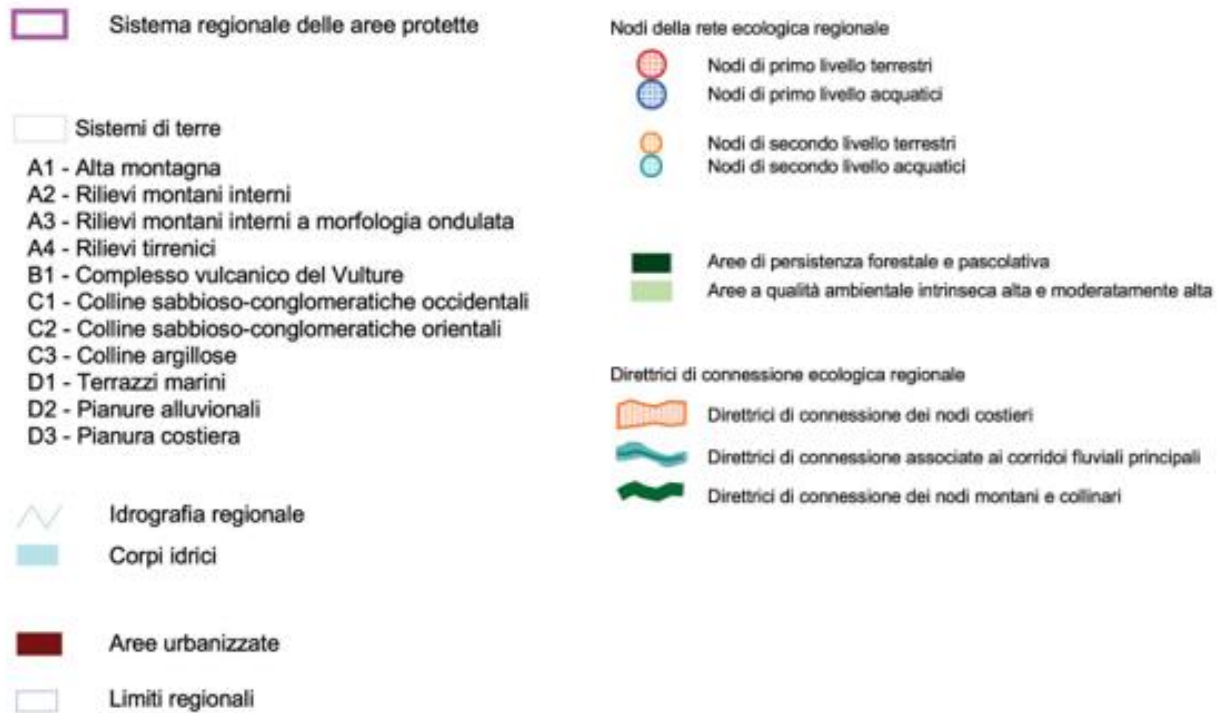 Sistema regionale delle aree protette
Sistemi di terre
A1 - Alta montagna
A2 - Rilievi montani interni
A3 - Rilievi montani interni a morfologia ondulata
A4 - Rilievi tirrenici
B1 - Complesso vulcanico del Vulture
C1 - Colline sabbioso-conglomeratiche occidentali
C2 - Colline sabbioso-conglomeratiche orientali
C3 - Colline argillose
D1 - Terrazzi marini
D2 - Pianure alluvionali
D3 - Pianura costiera
Idrografia regionale
Corpi idrici
Aree urbanizzate
Limiti regionali
Nodi della rete ecologica regionale
Nodi di primo livello terrestri
Nodi di primo livello acquatici
Nodi di secondo livello terrestri
Nodi di secondo livello acquatici
Aree di persistenza forestale e pascolativa
Aree a qualità ambientale intrinseca alta e moderatamente alta
Direttrici di connessione ecologica regionale
Direttrici di connessione dei nodi costieri
Direttrici di connessione associate ai corridoi fluviali principali
Direttrici di connessione dei nodi montani e collinari